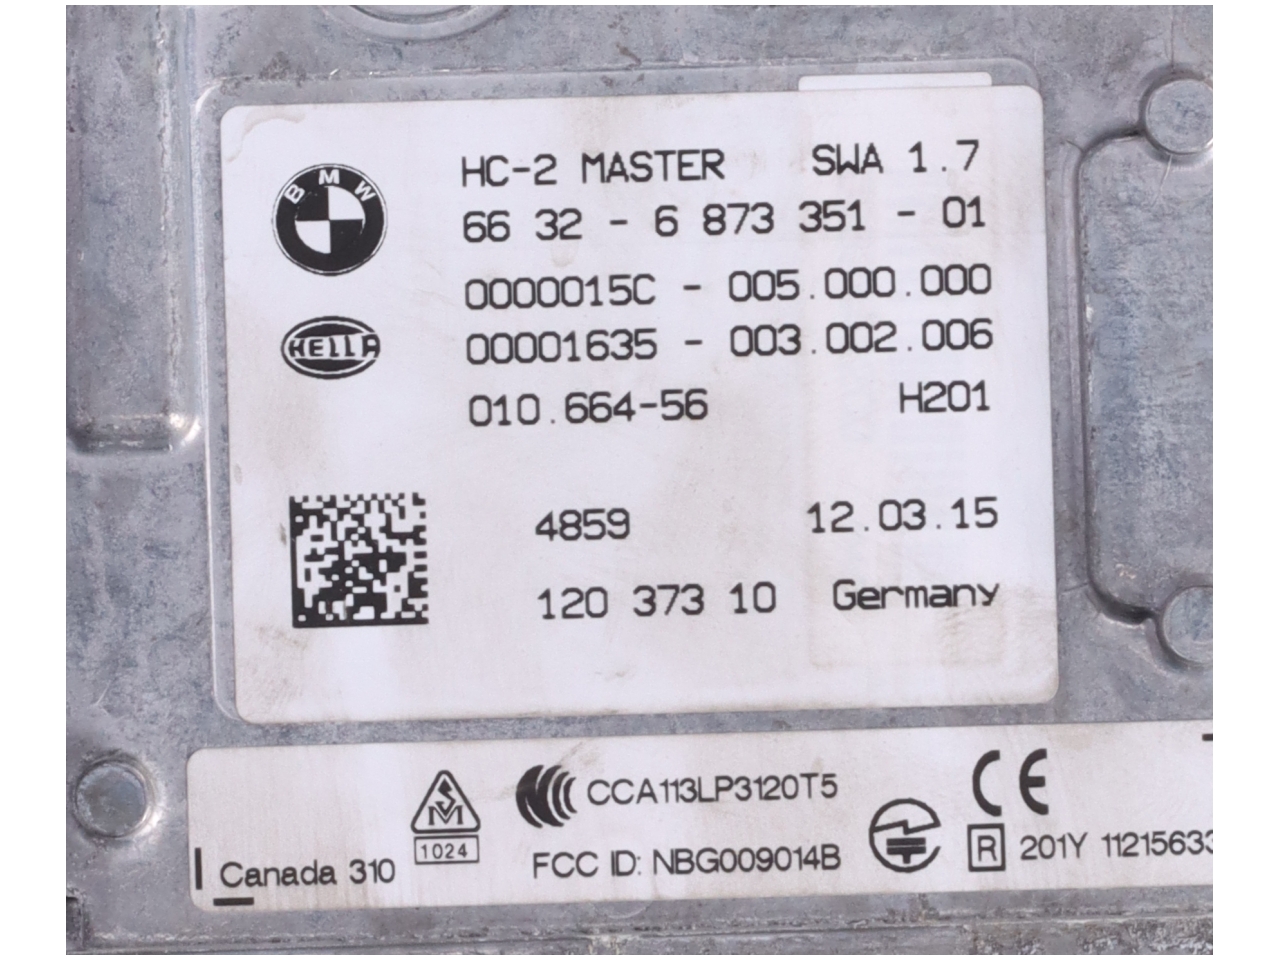 BMW
HC-2 MASTER SWA 1.7
66 32 - 6 873 351 - 01
0000015C - 005.000.000
HELLA
00001635 - 003.002.006
010.664-56 H201
4859 12.03.15
120 373 10 Germany
CCA113LP3120T5
CE
1024
Canada 310
FCC ID: NBG009014B
R 201Y 11215633